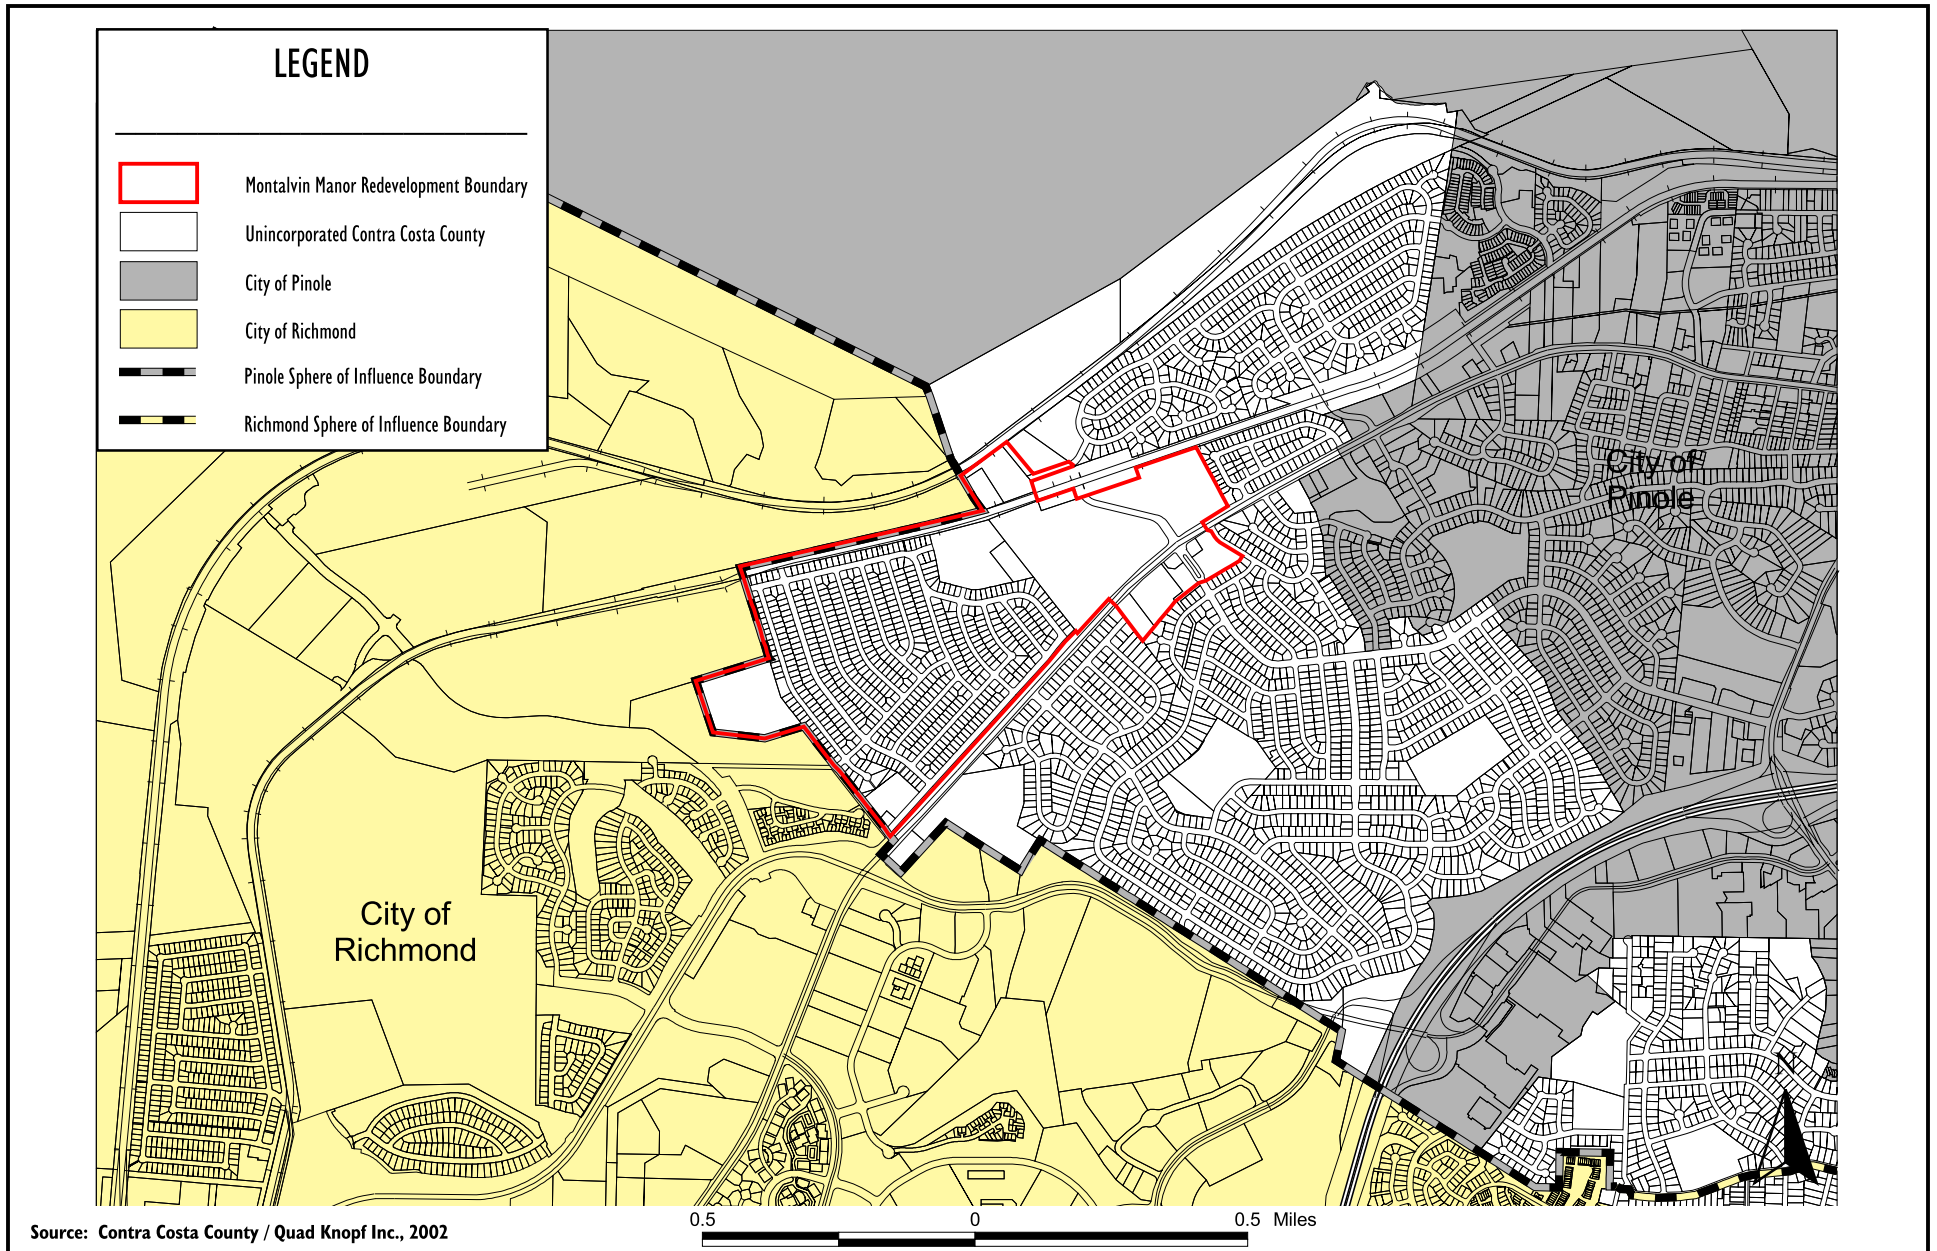 LEGEND
Montalvin Manor Redevelopment Boundary
Unincorporated Contra Costa County
City of Pinole
City of Richmond
Pinole Sphere of Influence Boundary
Richmond Sphere of Influence Boundary
City of
Pinole
City of
Richmond
0.5 0 0.5 Miles
Source: Contra Costa County / Quad Knopf Inc., 2002